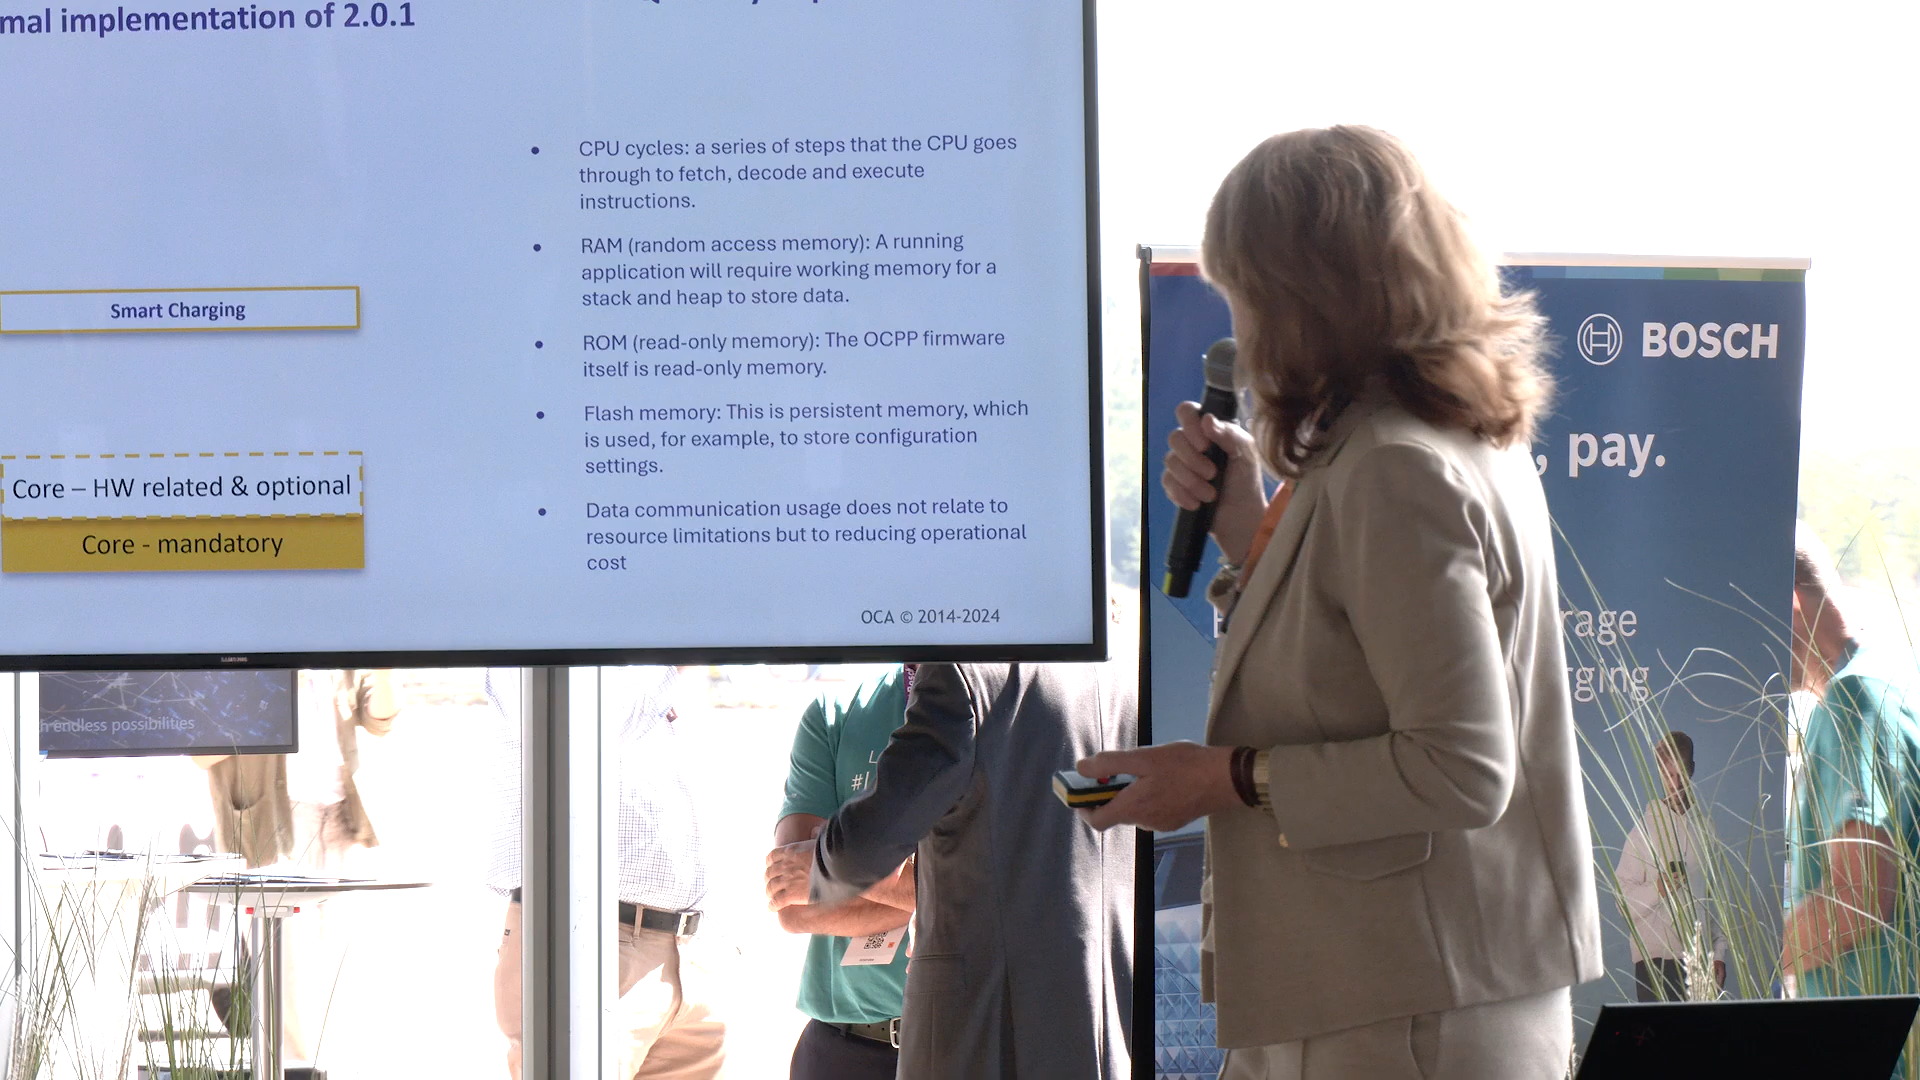 implementation of 2.0.1
Smart Charging
Core – HW related & optional
Core - mandatory
• CPU cycles: a series of steps that the CPU goes
through to fetch, decode and execute
instructions.
• RAM (random access memory): A running
application will require working memory for a
stack and heap to store data.
• ROM (read-only memory): The OCPP firmware
itself is read-only memory.
• Flash memory: This is persistent memory, which
is used, for example, to store configuration
settings.
• Data communication usage does not relate to
resource limitations but to reducing operational
cost
OCA © 2014-2024
endless possibilities
BOSCH
, pay.